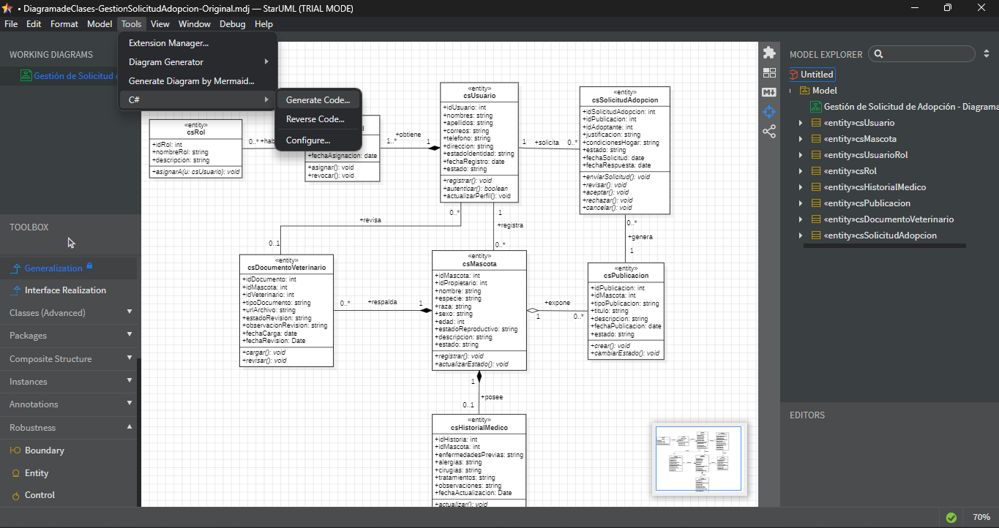 • DiagramadeClases-GestionSolicitudAdopcion-Original.mdj — StarUML (TRIAL MODE)
File Edit Format Model Tools View Window Debug Help
WORKING DIAGRAMS
Gestión de Solicitud
Extension Manager...
Diagram Generator
Generate Diagram by Mermaid...
C#
Generate Code...
Reverse Code...
Configure...
TOOLBOX
Generalization
Interface Realization
Classes (Advanced)
Packages
Composite Structure
Instances
Annotations
Robustness
Boundary
Entity
Control
«entity»
csRol
+idRol: int
+nombreRol: string
+descripcion: string
+asignarA(u: csUsuario): void
0..* +hab
+fechaAsignacion: date
+asignar(): void
+revocar(): void
+obtiene
1..* 1
«entity»
csUsuario
+idUsuario: int
+nombres: string
+apellidos: string
+correos: string
+telefono: string
+direccion: string
+estadoIdentidad: string
+fechaRegistro: date
+estado: string
+registrar(): void
+autenticar(): boolean
+actualizarPerfil(): void
1 +solicita 0..*
«entity»
csSolicitudAdopcion
+idSolicitudAdopcion: int
+idPublicacion: int
+idAdoptante: int
+justificacion: string
+condicionesHogar: string
+estado: string
+fechaSolicitud: date
+fechaRespuesta: date
+enviarSolicitud(): void
+revisar(): void
+aceptar(): void
+rechazar(): void
+cancelar(): void
0..*
+revisa
0..1
1
+registra
0..*
0..*
+genera
1
«entity»
csDocumentoVeterinario
+idDocumento: int
+idMascota: int
+idVeterinario: int
+tipoDocumento: string
+urlArchivo: string
+estadoRevision: string
+observacionRevision: string
+fechaCarga: date
+fechaRevision: Date
+cargar(): void
+revisar(): void
0..* +respalda 1
«entity»
csMascota
+idMascota: int
+idPropietario: int
+nombre: string
+especie: string
+raza: string
+sexo: string
+edad: int
+estadoReproductivo: string
+descripcion: string
+estado: string
+registrar(): void
+actualizarEstado(): void
+expone
1 0..*
«entity»
csPublicacion
+idPublicacion: int
+idMascota: int
+tipoPublicacion: string
+titulo: string
+descripcion: string
+fechaPublicacion: date
+estado: string
+crear(): void
+cambiarEstado(): void
1
+posee
0..1
«entity»
csHistorialMedico
+idHistoria: int
+idMascota: int
+enfermedadesPrevias: string
+alergias: string
+cirugias: string
+tratamientos: string
+observaciones: string
+fechaActualizacion: Date
+actualizar(): void
MODEL EXPLORER
Untitled
Model
Gestión de Solicitud de Adopción - Diagrama
«entity»csUsuario
«entity»csMascota
«entity»csUsuarioRol
«entity»csRol
«entity»csHistorialMedico
«entity»csPublicacion
«entity»csDocumentoVeterinario
«entity»csSolicitudAdopcion
EDITORS
70%